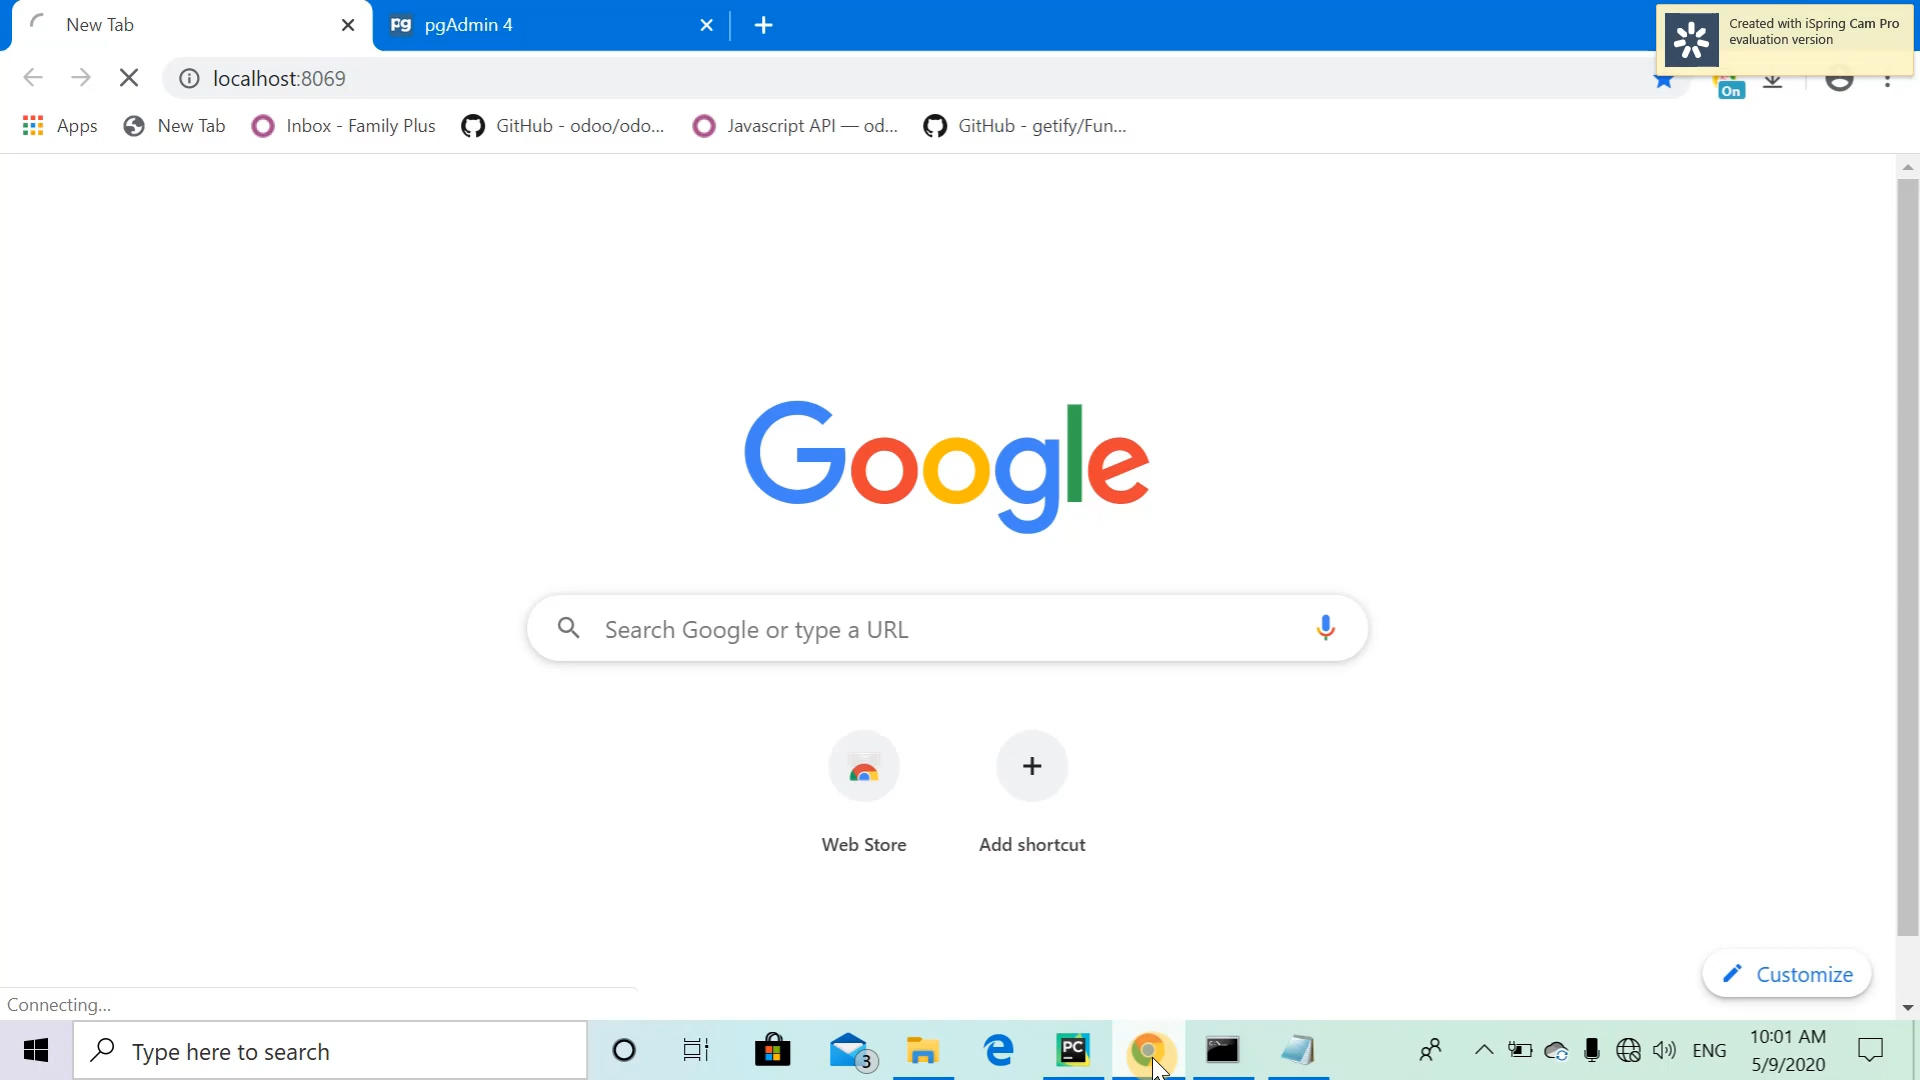 New Tab
pg pgAdmin 4
Created with iSpring Cam Pro
evaluation version
localhost:8069
On
Apps
New Tab
Inbox - Family Plus
GitHub - odoo/odo...
Javascript API — od...
GitHub - getify/Fun...
Google
Search Google or type a URL
Web Store
Add shortcut
Customize
Connecting...
Type here to search
3
PC
ENG
10:01 AM
5/9/2020